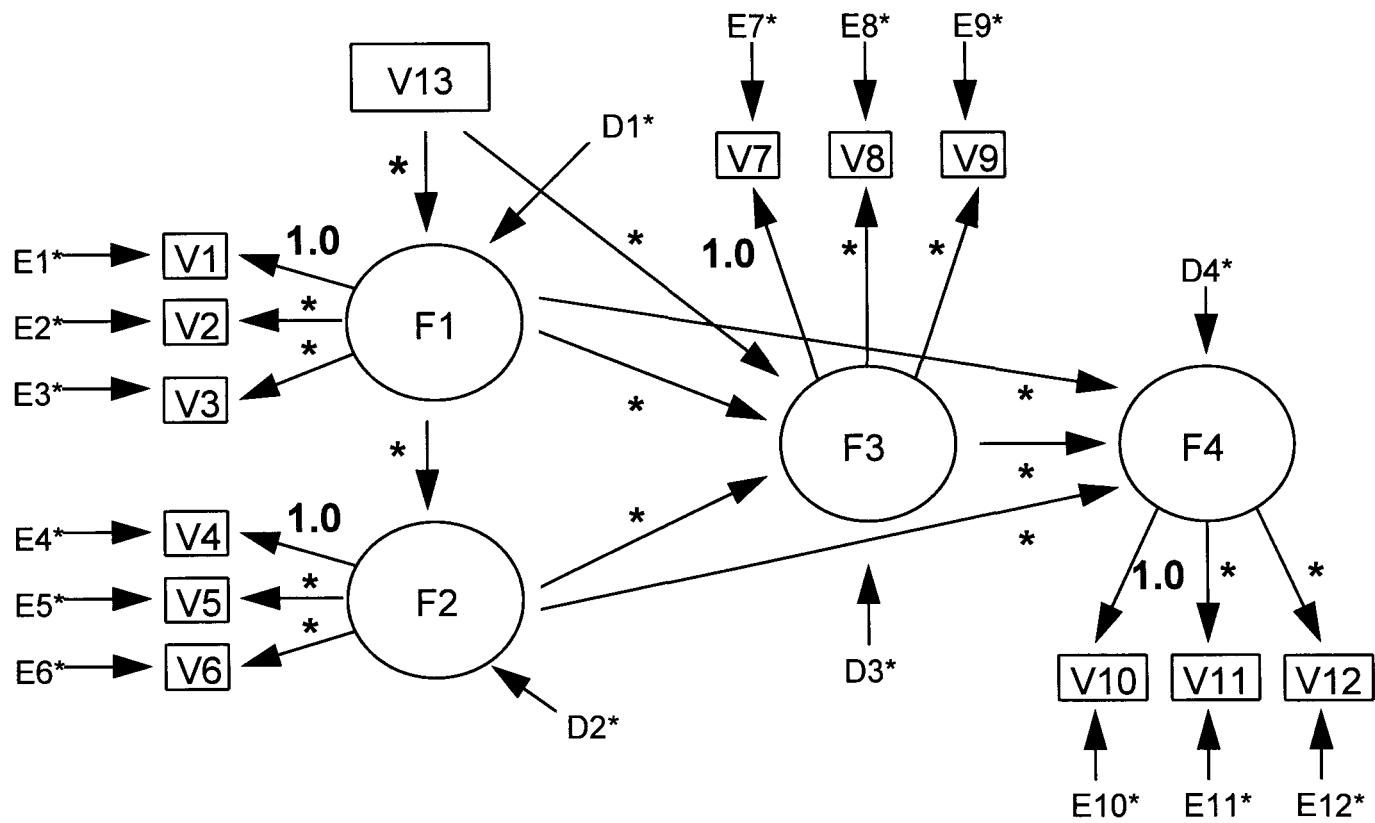 E7* E8* E9*
V13
D1*
V7 V8 V9
*
*
1.0 * *
E1* V1 1.0
E2* V2 * F1
*
E3* V3
D4*
*
*
F3 * F4
*
E4* V4 1.0
*
*
E5* V5 * F2
*
E6* V6
1.0 * *
D3*
V10 V11 V12
D2*
E10* E11* E12*